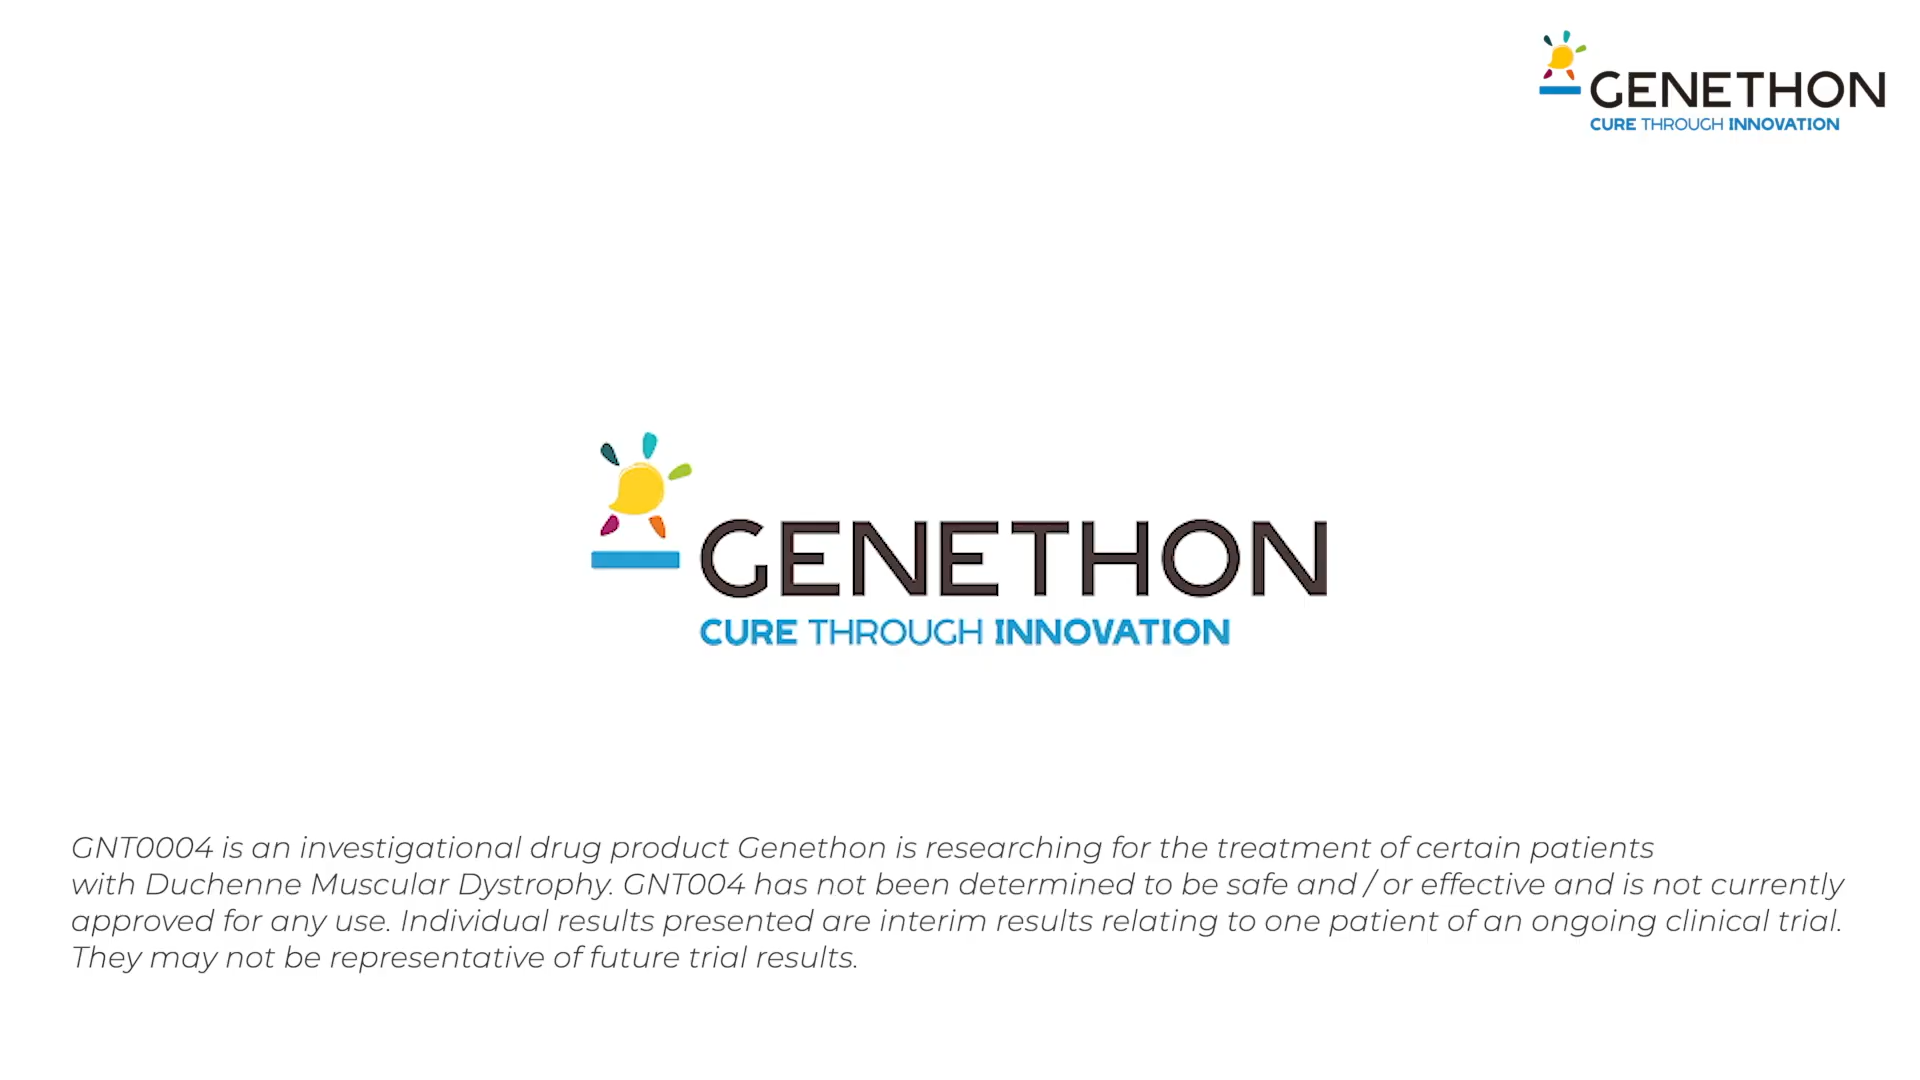 GENETHON
CURE THROUGH INNOVATION
GENETHON
CURE THROUGH INNOVATION
GNT0004 is an investigational drug product Genethon is researching for the treatment of certain patients
with Duchenne Muscular Dystrophy. GNT004 has not been determined to be safe and / or effective and is not currently
approved for any use. Individual results presented are interim results relating to one patient of an ongoing clinical trial.
They may not be representative of future trial results.